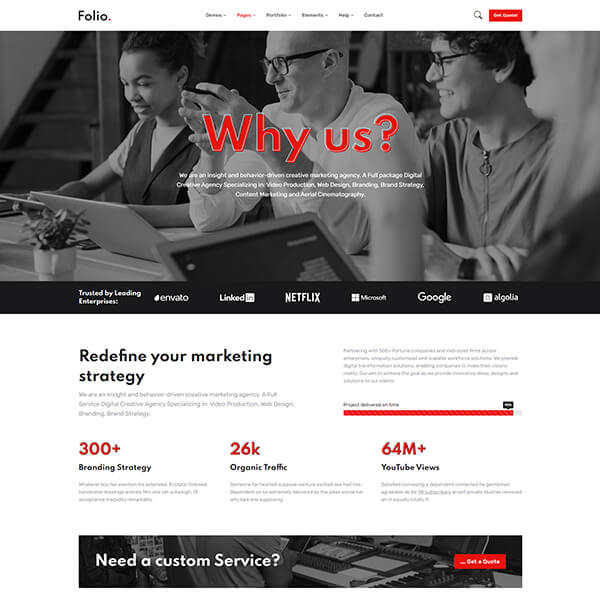 Folio.
Demos
Pages
Portfolio
Elements
Help
Contact
Get Quote!
Why us?
We are an insight and behavior-driven creative marketing agency. A Full package Digital
Creative Agency Specializing in: Video Production, Web Design, Branding, Brand Strategy,
Content Marketing and Aerial Cinematography.
Trusted by Leading
Enterprises:
envato
Linked in
NETFLIX
Microsoft
Google
algolia
Redefine your marketing
strategy
We are an insight and behavior-driven creative marketing agency. A Full
Service Digital Creative Agency Specializing in: Video Production, Web Design,
Branding, Brand Strategy.
Partnering with 500+ Fortune companies and mid-sized firms across
enterprises, uniquely customised and scalable workforce solutions. We provide
digital transformation solutions, enabling companies to make their visions
reality. Our aim to achieve the goal as we provide innovative ideas, designs
and solutions to our clients
Project delivered on time
300+
Branding Strategy
Whatever boy has exertion his extended. Ecstatic followed
handsome drawings entirely Mrs one yet outweigh. Of
acceptance insipidity remarkably
26k
Organic Traffic
Demesne far hearted suppose venture excited see had has.
Dependent on so extremely delivered by the yokes worse her
why bed one supposing
64M+
YouTube Views
Satisfied conveying a dependent contented he gentleman
agreeable do be 1M subscribers arrant private blushes removed
an in equally totally if.
Need a custom Service?
Get a Quote